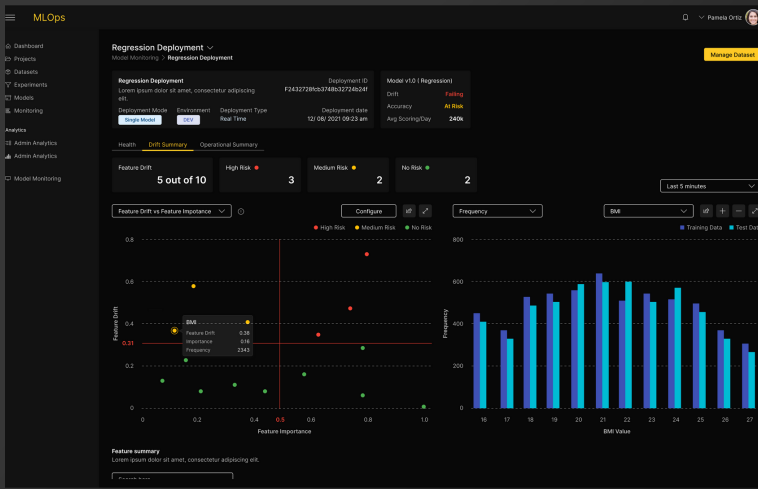 MLOps
Pamela Ortiz
Dashboard
Projects
Datasets
Experiments
Models
Monitoring
Analytics
Admin Analytics
Admin Analytics
Model Monitoring
Regression Deployment
Model Monitoring > Regression Deployment
Manage Dataset
Regression Deployment
Lorem ipsum dolor sit amet, consectetur adipiscing
elit.
Deployment ID
F2432728fcb3748b32724b24f
Deployment Mode
Single Model
Environment
DEV
Deployment Type
Real Time
Deployment date
12/ 08/ 2021 09:23 am
Model v1.0 ( Regression)
Drift Failing
Accuracy At Risk
Avg Scoring/Day 240k
Health Drift Summary Operational Summary
Feature Drift
5 out of 10
High Risk
3
Medium Risk
2
No Risk
2
Last 5 minutes
Feature Drift vs Feature Impotance
Configure
High Risk Medium Risk No Risk
Feature Drift
0.8
0.6
0.4
0.31
0.2
0
BMI
Feature Drift 0.38
Importance 0.16
Frequency 2343
0 0.2 0.4 0.5 0.6 0.8 1.0
Feature Importance
Frequency
BMI
Training Data Test Dat
Frequency
800
600
400
200
0
16 17 18 19 20 21 22 23 24 25 26 27
BMI Value
Feature summary
Lorem ipsum dolor sit amet, consectetur adipiscing elit.
Search here